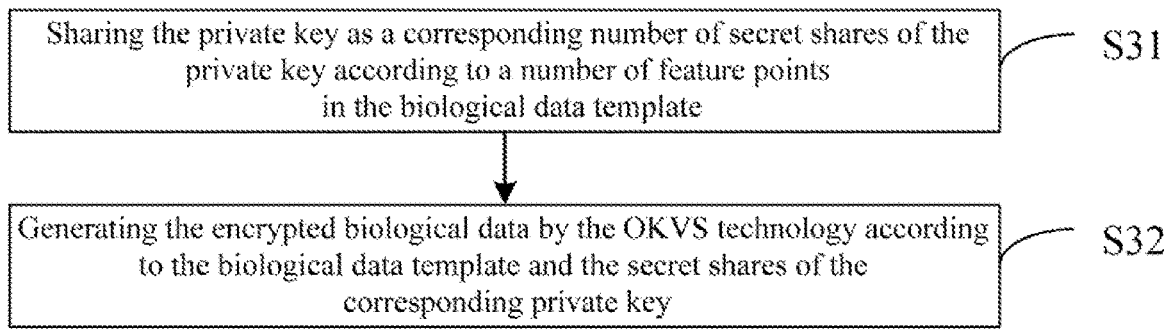 Sharing the private key as a corresponding number of secret shares of the
private key according to a number of feature points
in the biological data template
S31
Generating the encrypted biological data by the OKVS technology according
to the biological data template and the secret shares of the
corresponding private key
S32